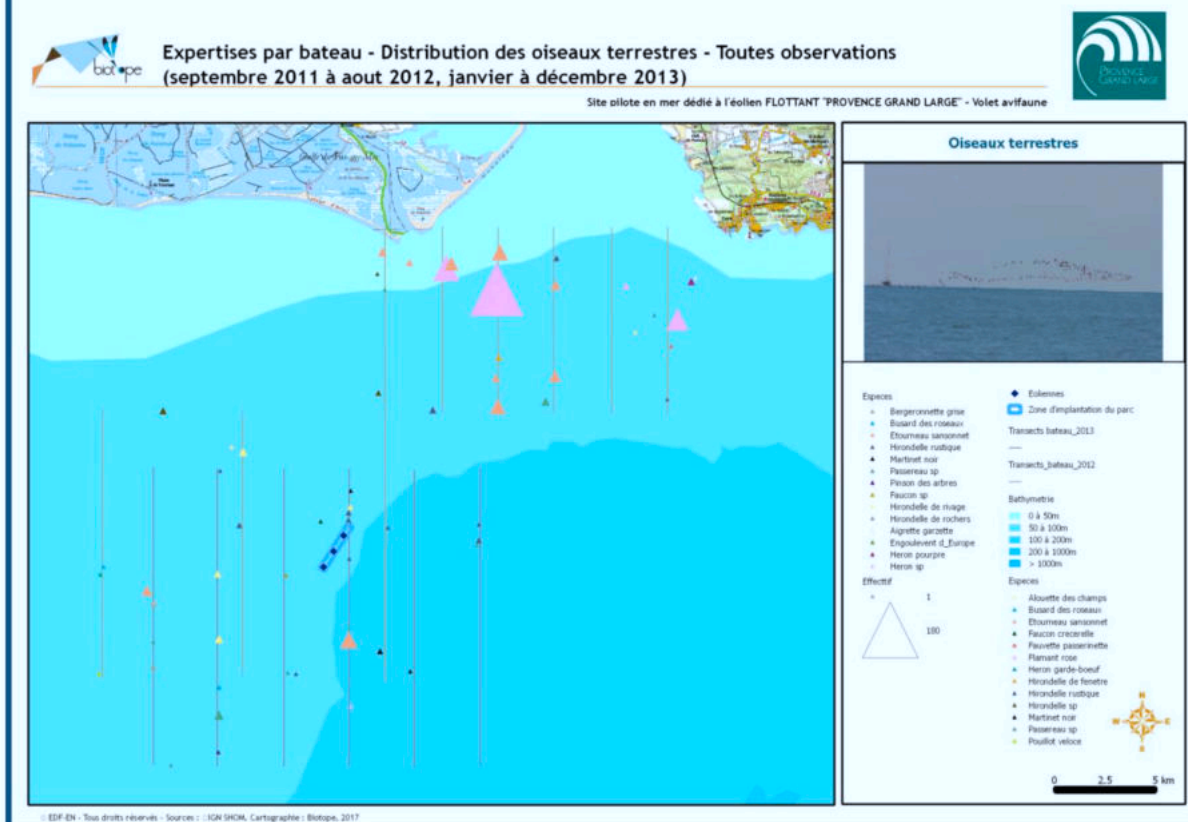 biotope
Expertises par bateau - Distribution des oiseaux terrestres - Toutes observations
(septembre 2011 à aout 2012, janvier à décembre 2013)
PROVENCE
GRAND LARGE
Site pilote en mer dédié à l'éolien FLOTTANT "PROVENCE GRAND LARGE" - Volet avifaune
Oiseaux terrestres
Especes
Bergeronnette grise
Busard des roseaux
Etourneau sansonnet
Hirondelle rustique
Martinet noir
Passereau sp
Pinson des arbres
Faucon sp
Hirondelle de rivage
Hirondelle de rochers
Aigrette garzette
Engoulevent d_Europe
Heron pourpre
Heron sp
Effectif
1
180
Eoliennes
Zone d'implantation du parc
Transects bateau_2013
Transects_bateau_2012
Bathymetrie
0 à 50m
50 à 100m
100 à 200m
200 à 1000m
> 1000m
Especes
Alouette des champs
Busard des roseaux
Etourneau sansonnet
Faucon crecerelle
Fauvette passerinette
Flamant rose
Heron garde-boeuf
Hirondelle de fenetre
Hirondelle rustique
Hirondelle sp
Martinet noir
Passereau sp
Pouillot veloce
N
W E
S
0 2.5 5 km
© EDF-EN - Tous droits réservés - Sources : ©IGN SHOM, Cartographie : Biotope, 2017